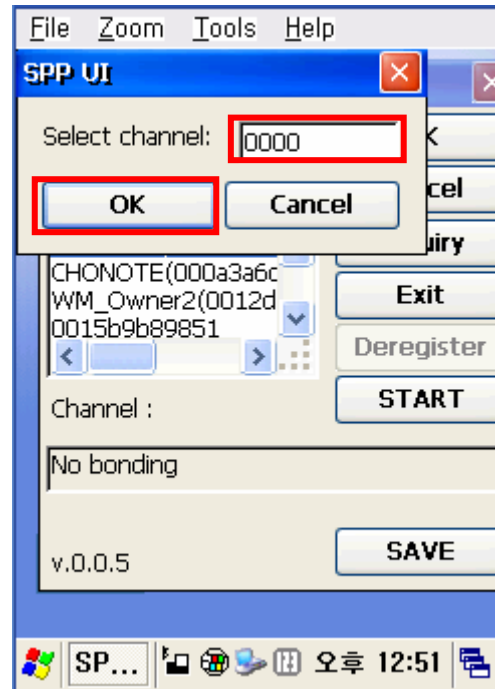 File Zoom Tools Help
SPP UI
Select channel: 0000
OK Cancel
CHONOTE(000a3a6c
WM_Owner2(0012d
0015b9b89851
Exit
Deregister
START
Channel :
No bonding
v.0.0.5
SAVE
SP... 오후 12:51